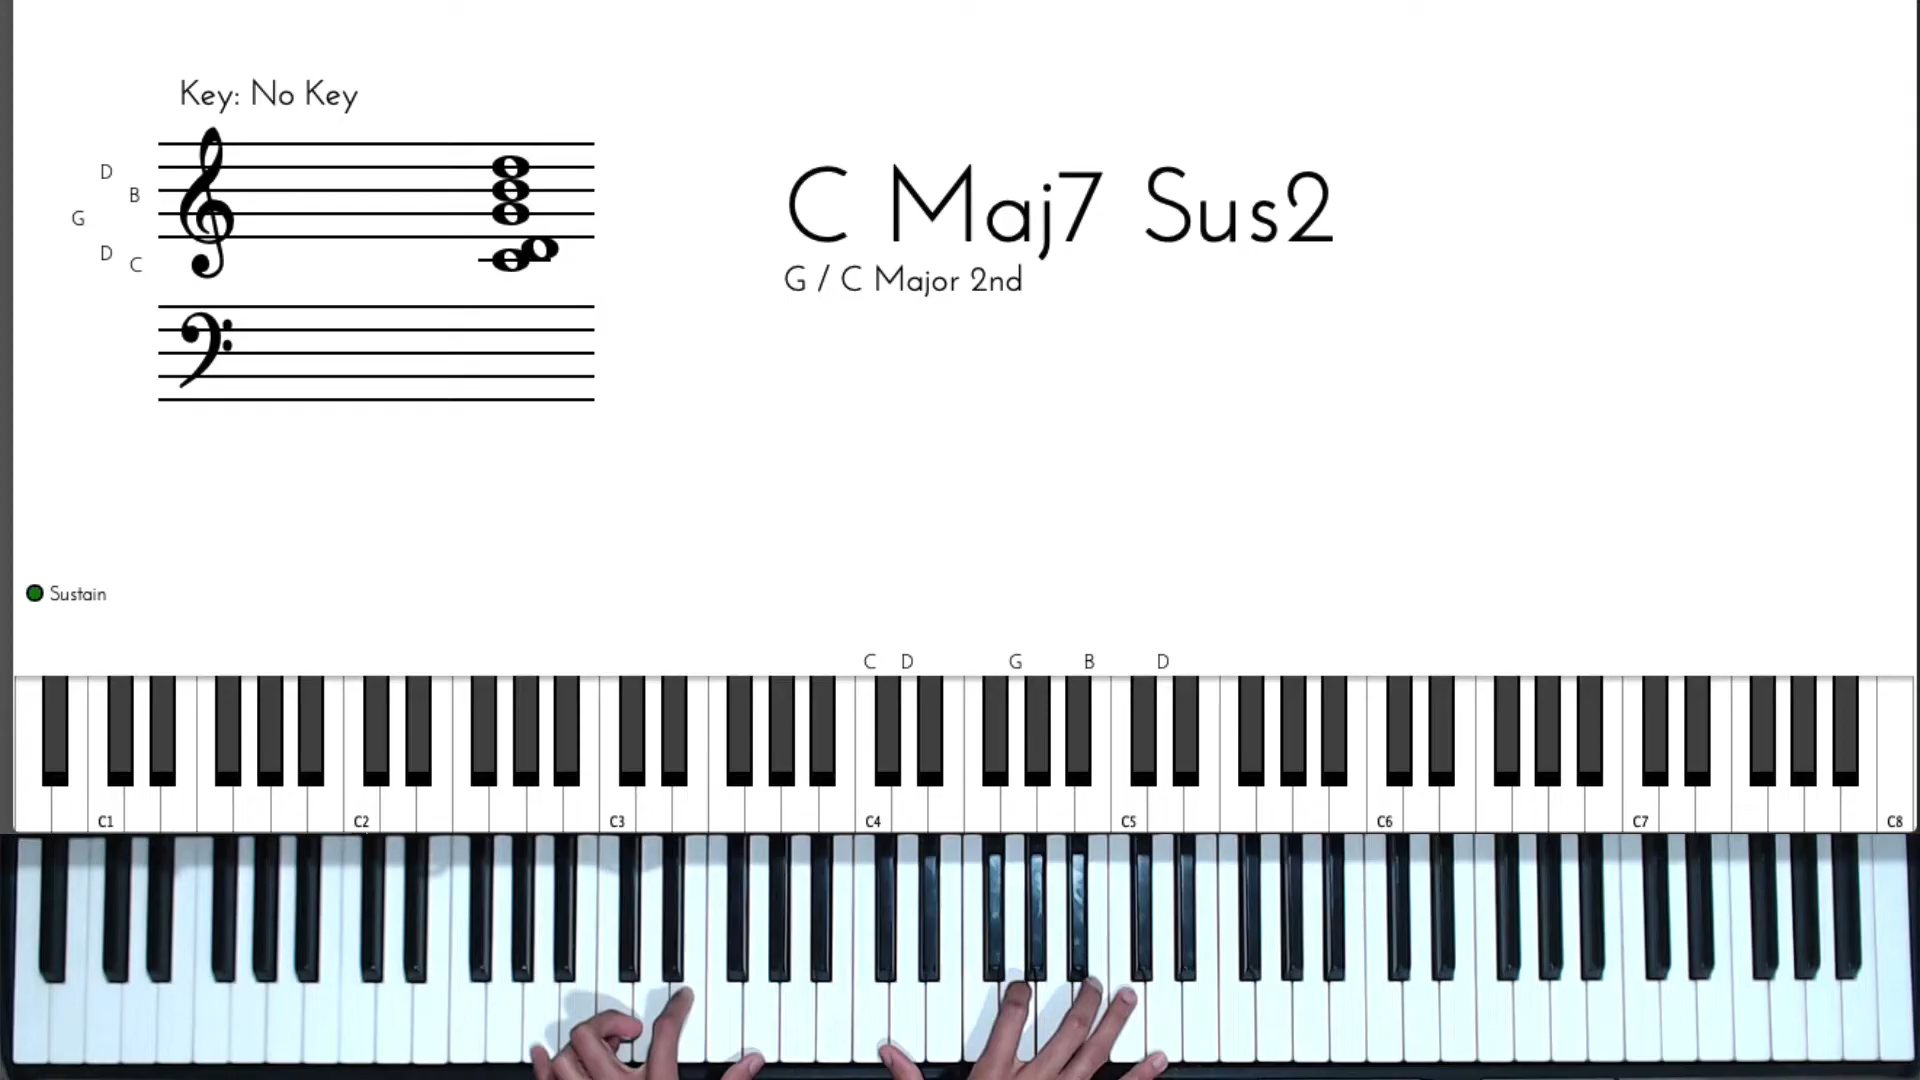 Key: No Key
D
B
G
D
C
C Maj7 Sus2
G / C Major 2nd
Sustain
C D G B D
C1 C2 C3 C4 C5 C6 C7 C8